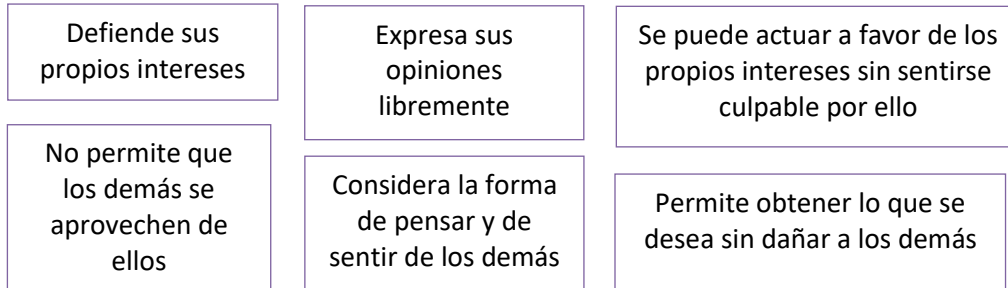 Defiende sus
propios intereses
Expresa sus
opiniones
libremente
Se puede actuar a favor de los
propios intereses sin sentirse
culpable por ello
No permite que
los demás se
aprovechen de
ellos
Considera la forma
de pensar y de
sentir de los demás
Permite obtener lo que se
desea sin dañar a los demás